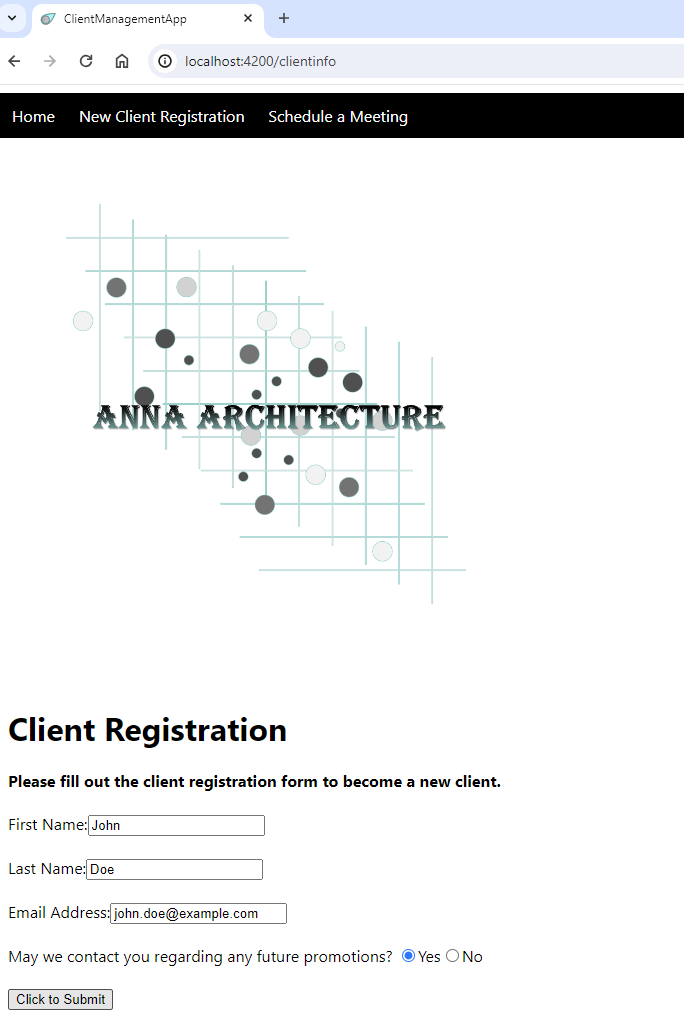 ClientManagementApp
localhost:4200/clientinfo
Home New Client Registration Schedule a Meeting
ANNA ARCHITECTURE
Client Registration
Please fill out the client registration form to become a new client.
First Name: John
Last Name: Doe
Email Address: john.doe@example.com
May we contact you regarding any future promotions? Yes No
Click to Submit